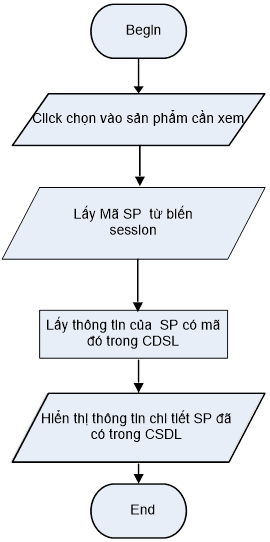 Begin
Click chọn vào sản phẩm cần xem
Lấy Mã SP từ biến
session
Lấy thông tin của SP có mã
đó trong CDSL
Hiển thị thông tin chi tiết SP đã
có trong CSDL
End